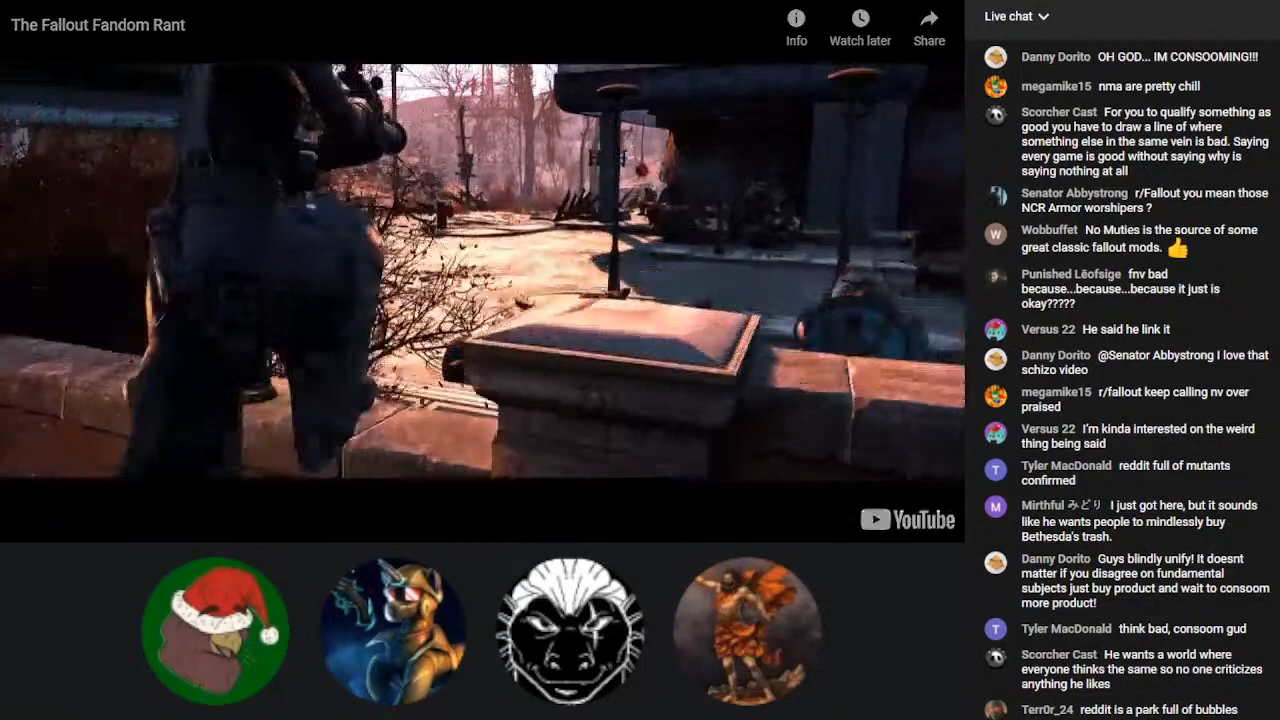 The Fallout Fandom Rant
Info
Watch later
Share
YouTube
Live chat
Danny Dorito OH GOD... IM CONSOOMING!!!
megamike15 nma are pretty chill
Scorcher Cast For you to qualify something as
good you have to draw a line of where
something else in the same vein is bad. Saying
every game is good without saying why is
saying nothing at all
Senator Abbystrong r/Fallout you mean those
NCR Armor worshipers ?
W
Wobbuffet No Muties is the source of some
great classic fallout mods. 👍
Punished Lēofsige fnv bad
because...because...because it just is
okay?????
Versus 22 He said he link it
Danny Dorito @Senator Abbystrong I love that
schizo video
megamike15 r/fallout keep calling nv over
praised
Versus 22 I'm kinda interested on the weird
thing being said
T
Tyler MacDonald reddit full of mutants
confirmed
M
Mirthful みどり I just got here, but it sounds
like he wants people to mindlessly buy
Bethesda's trash.
Danny Dorito Guys blindly unify! It doesnt
matter if you disagree on fundamental
subjects just buy product and wait to consoom
more product!
T
Tyler MacDonald think bad, consoom gud
Scorcher Cast He wants a world where
everyone thinks the same so no one criticizes
anything he likes
Terr0r_24 reddit is a park full of bubbles